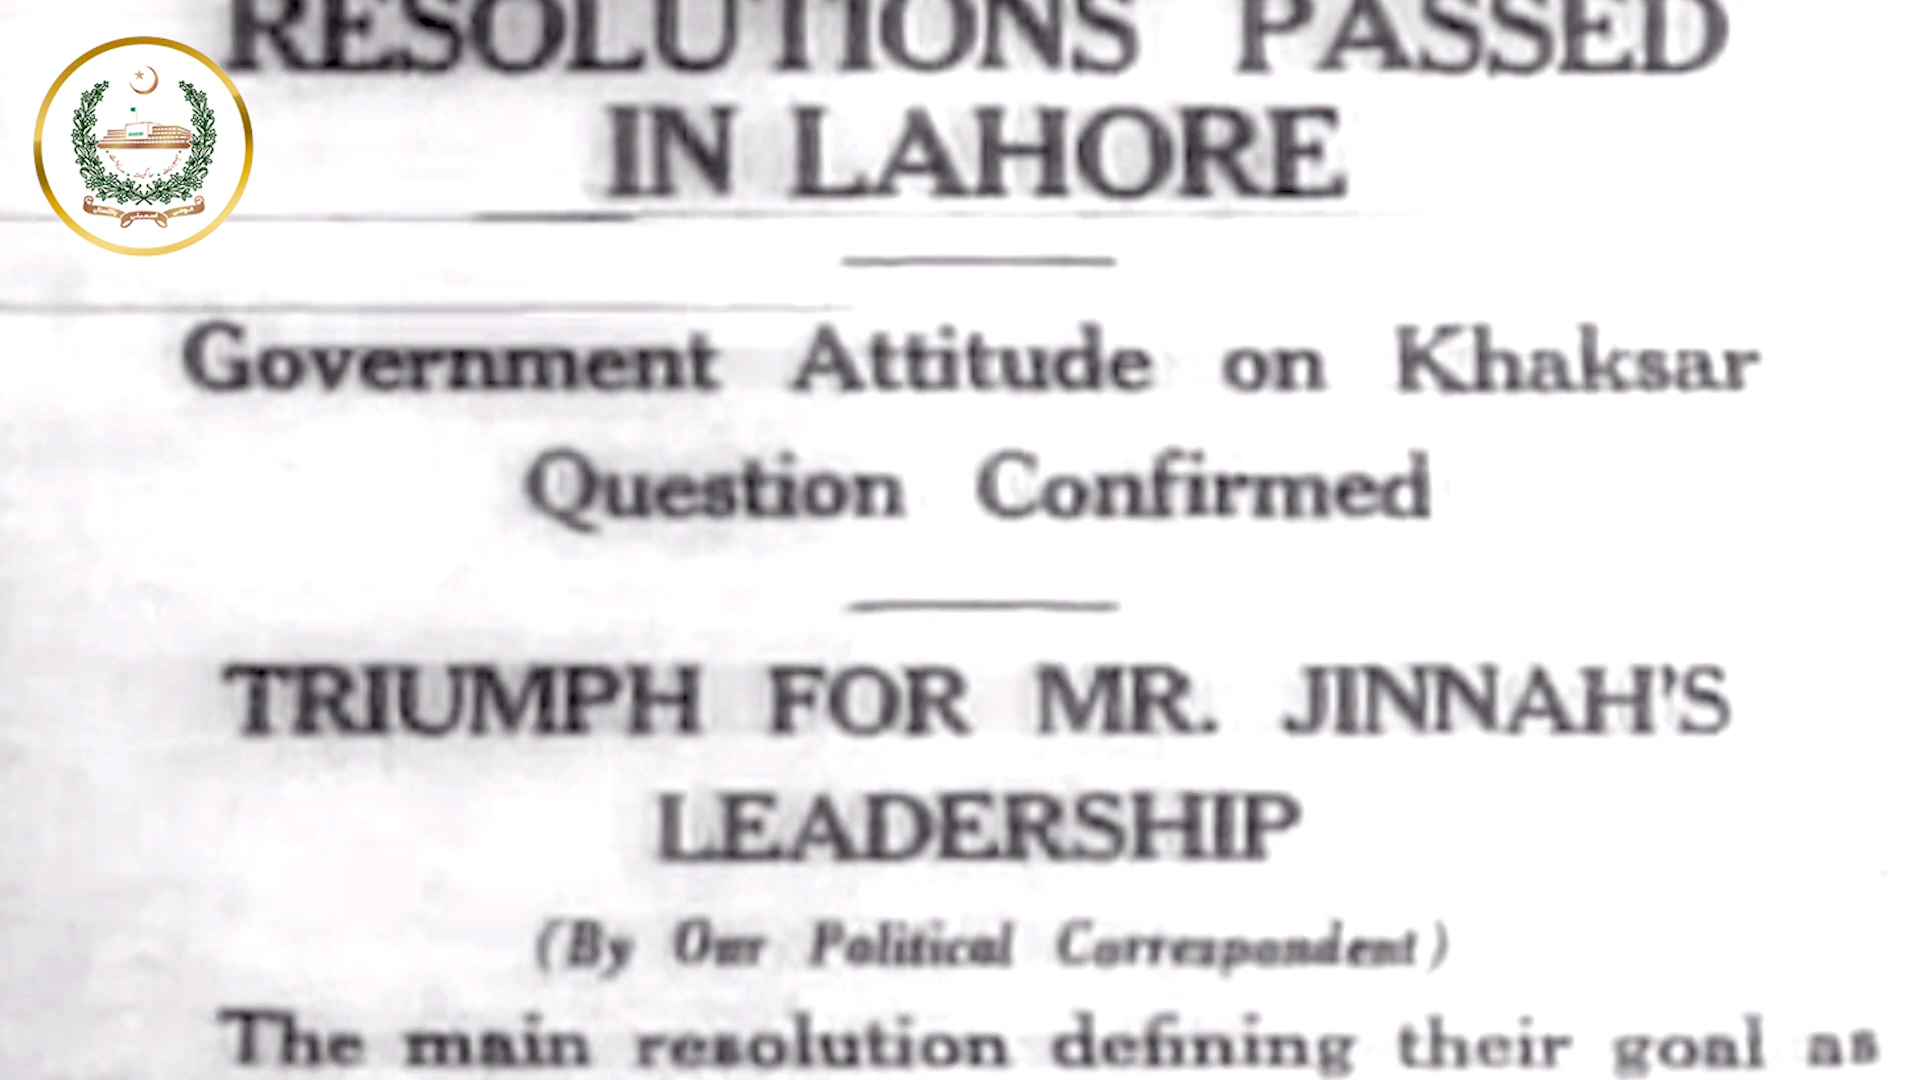 RESOLUTIONS PASSED
IN LAHORE
Government Attitude on Khaksar
Question Confirmed
TRIUMPH FOR MR. JINNAH'S
LEADERSHIP
(By Our Political Correspondent)
The main resolution defining their goal as